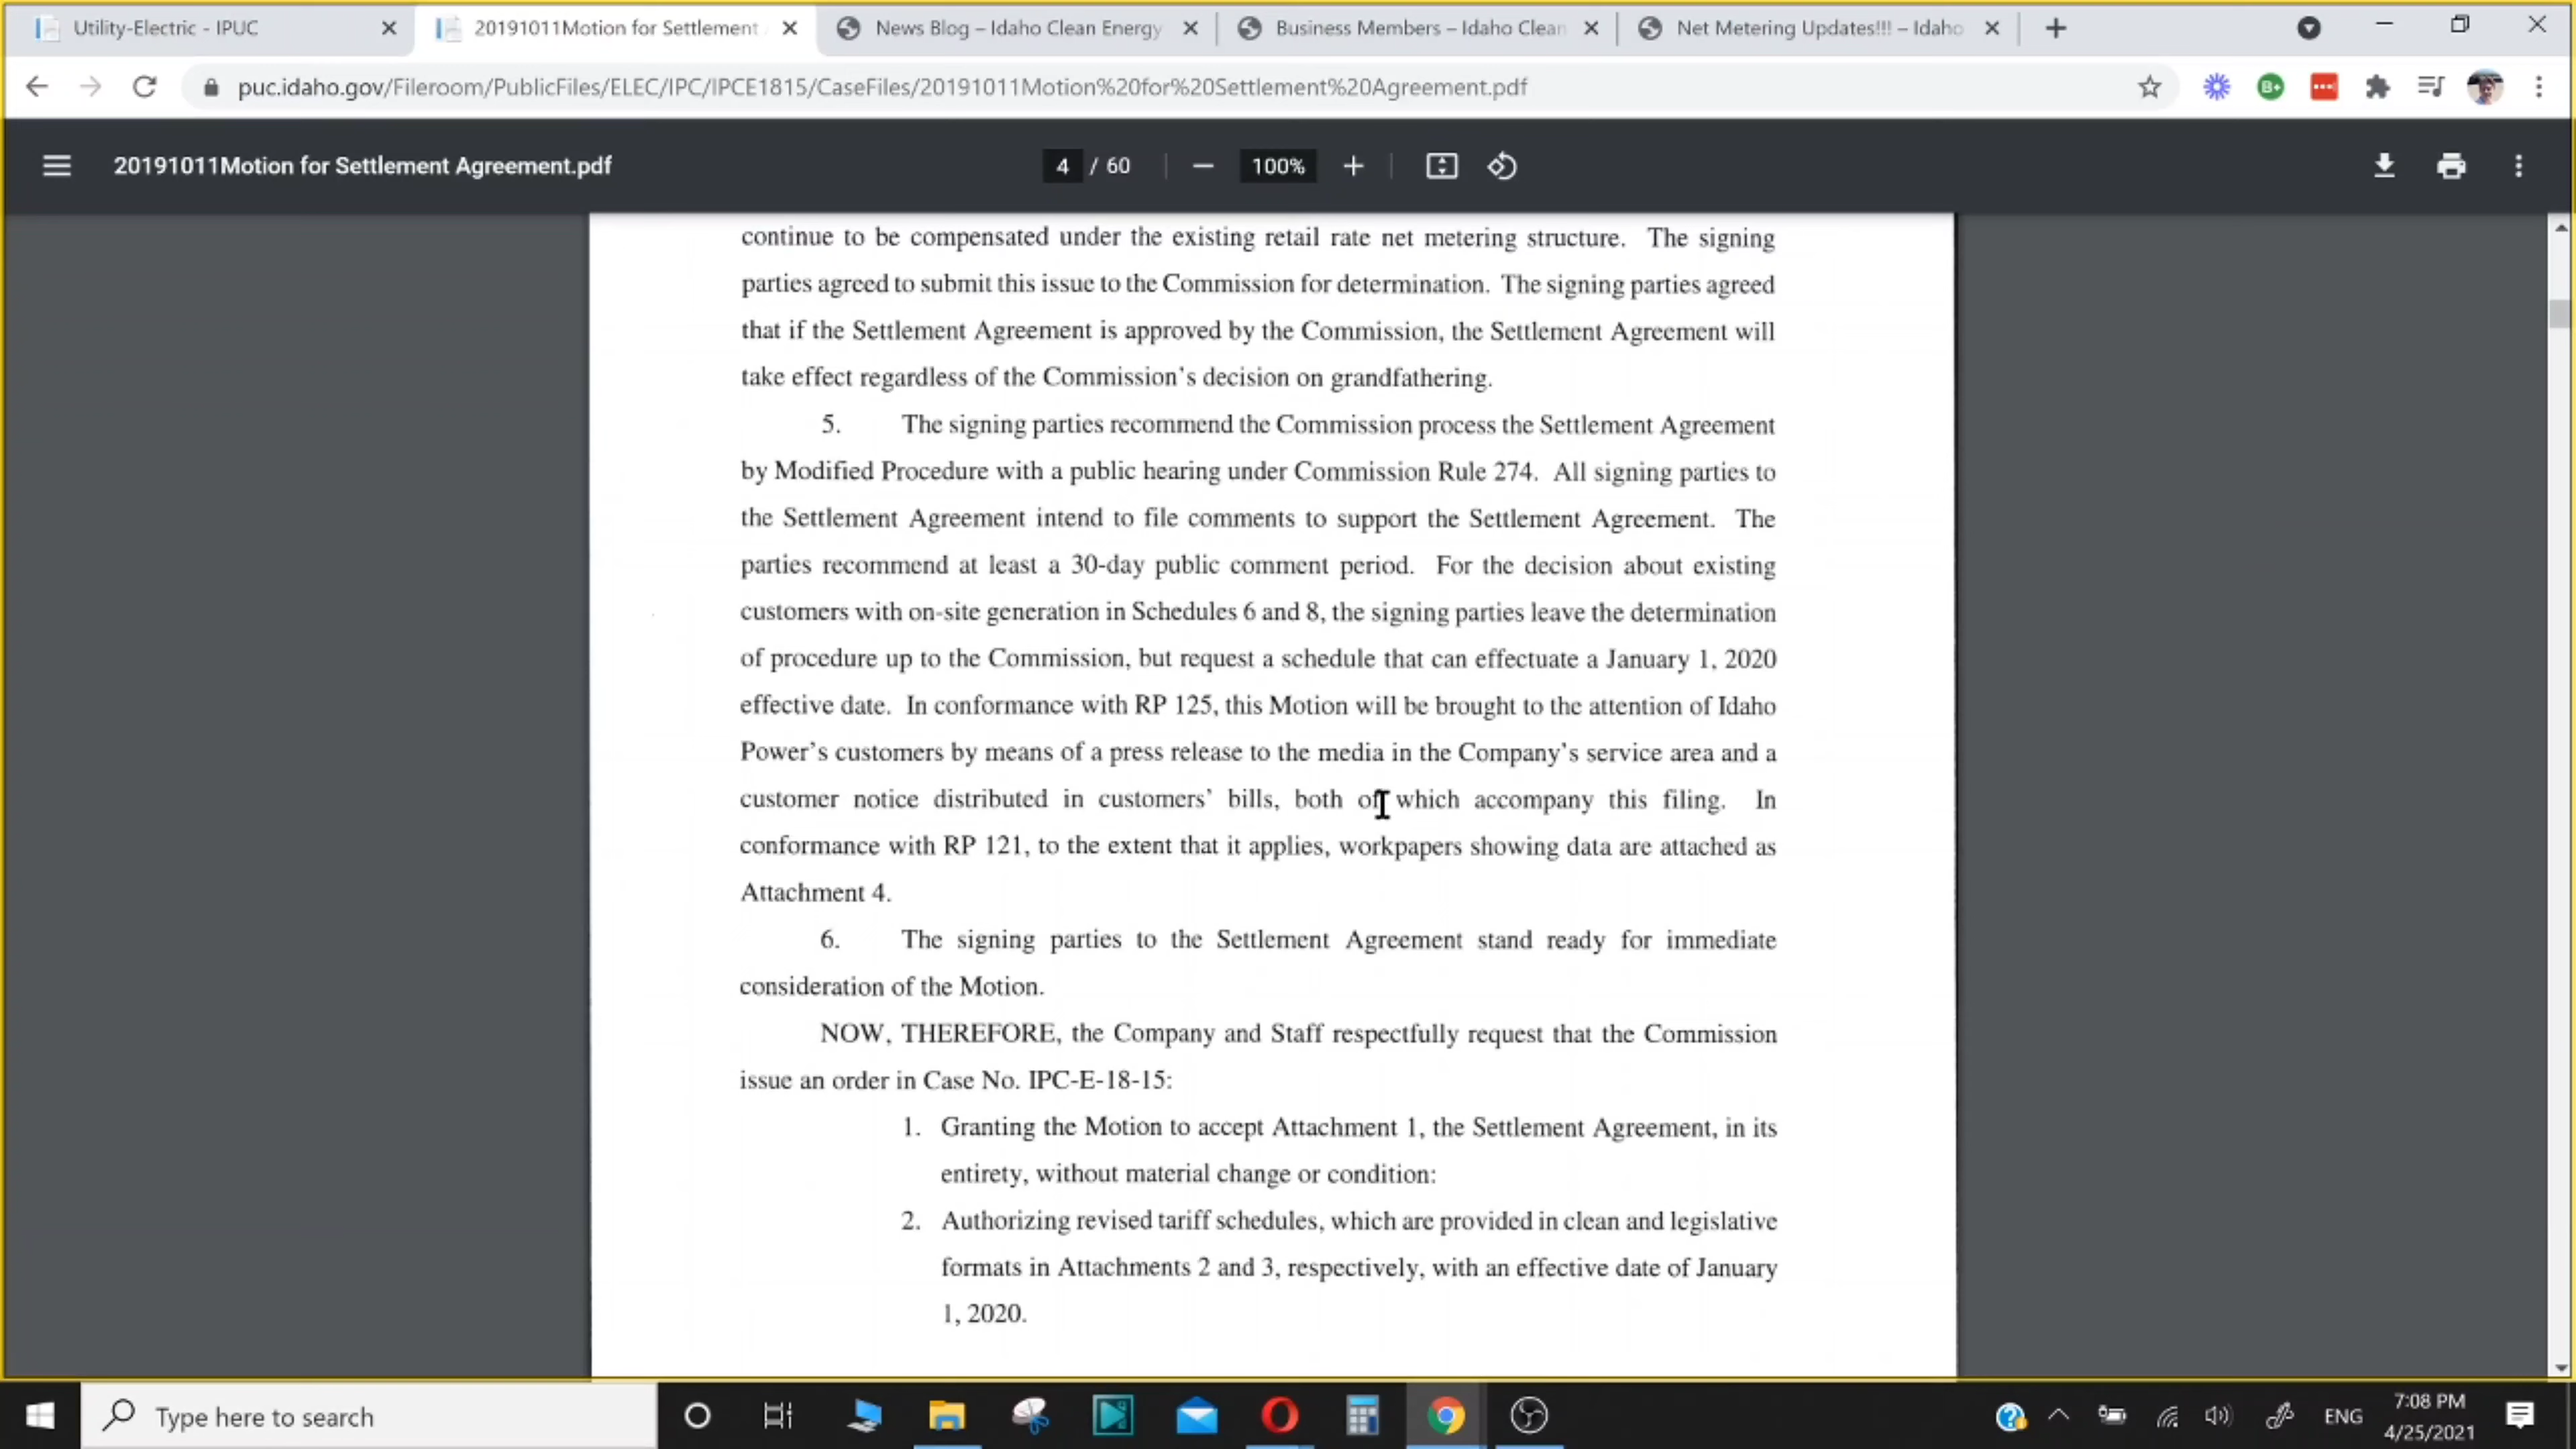 Utility-Electric - IPUC
20191011Motion for Settlement
News Blog – Idaho Clean Energy
Business Members – Idaho Clean
Net Metering Updates!!! – Idaho
puc.idaho.gov/Fileroom/PublicFiles/ELEC/IPC/IPCE1815/CaseFiles/20191011Motion%20for%20Settlement%20Agreement.pdf
B+
20191011Motion for Settlement Agreement.pdf
4 / 60
100%
continue to be compensated under the existing retail rate net metering structure. The signing
parties agreed to submit this issue to the Commission for determination. The signing parties agreed
that if the Settlement Agreement is approved by the Commission, the Settlement Agreement will
take effect regardless of the Commission's decision on grandfathering.
5. The signing parties recommend the Commission process the Settlement Agreement
by Modified Procedure with a public hearing under Commission Rule 274. All signing parties to
the Settlement Agreement intend to file comments to support the Settlement Agreement. The
parties recommend at least a 30-day public comment period. For the decision about existing
customers with on-site generation in Schedules 6 and 8, the signing parties leave the determination
of procedure up to the Commission, but request a schedule that can effectuate a January 1, 2020
effective date. In conformance with RP 125, this Motion will be brought to the attention of Idaho
Power's customers by means of a press release to the media in the Company's service area and a
customer notice distributed in customers' bills, both of which accompany this filing. In
conformance with RP 121, to the extent that it applies, workpapers showing data are attached as
Attachment 4.
6. The signing parties to the Settlement Agreement stand ready for immediate
consideration of the Motion.
NOW, THEREFORE, the Company and Staff respectfully request that the Commission
issue an order in Case No. IPC-E-18-15:
1. Granting the Motion to accept Attachment 1, the Settlement Agreement, in its
entirety, without material change or condition:
2. Authorizing revised tariff schedules, which are provided in clean and legislative
formats in Attachments 2 and 3, respectively, with an effective date of January
1, 2020.
Type here to search
ENG
7:08 PM
4/25/2021